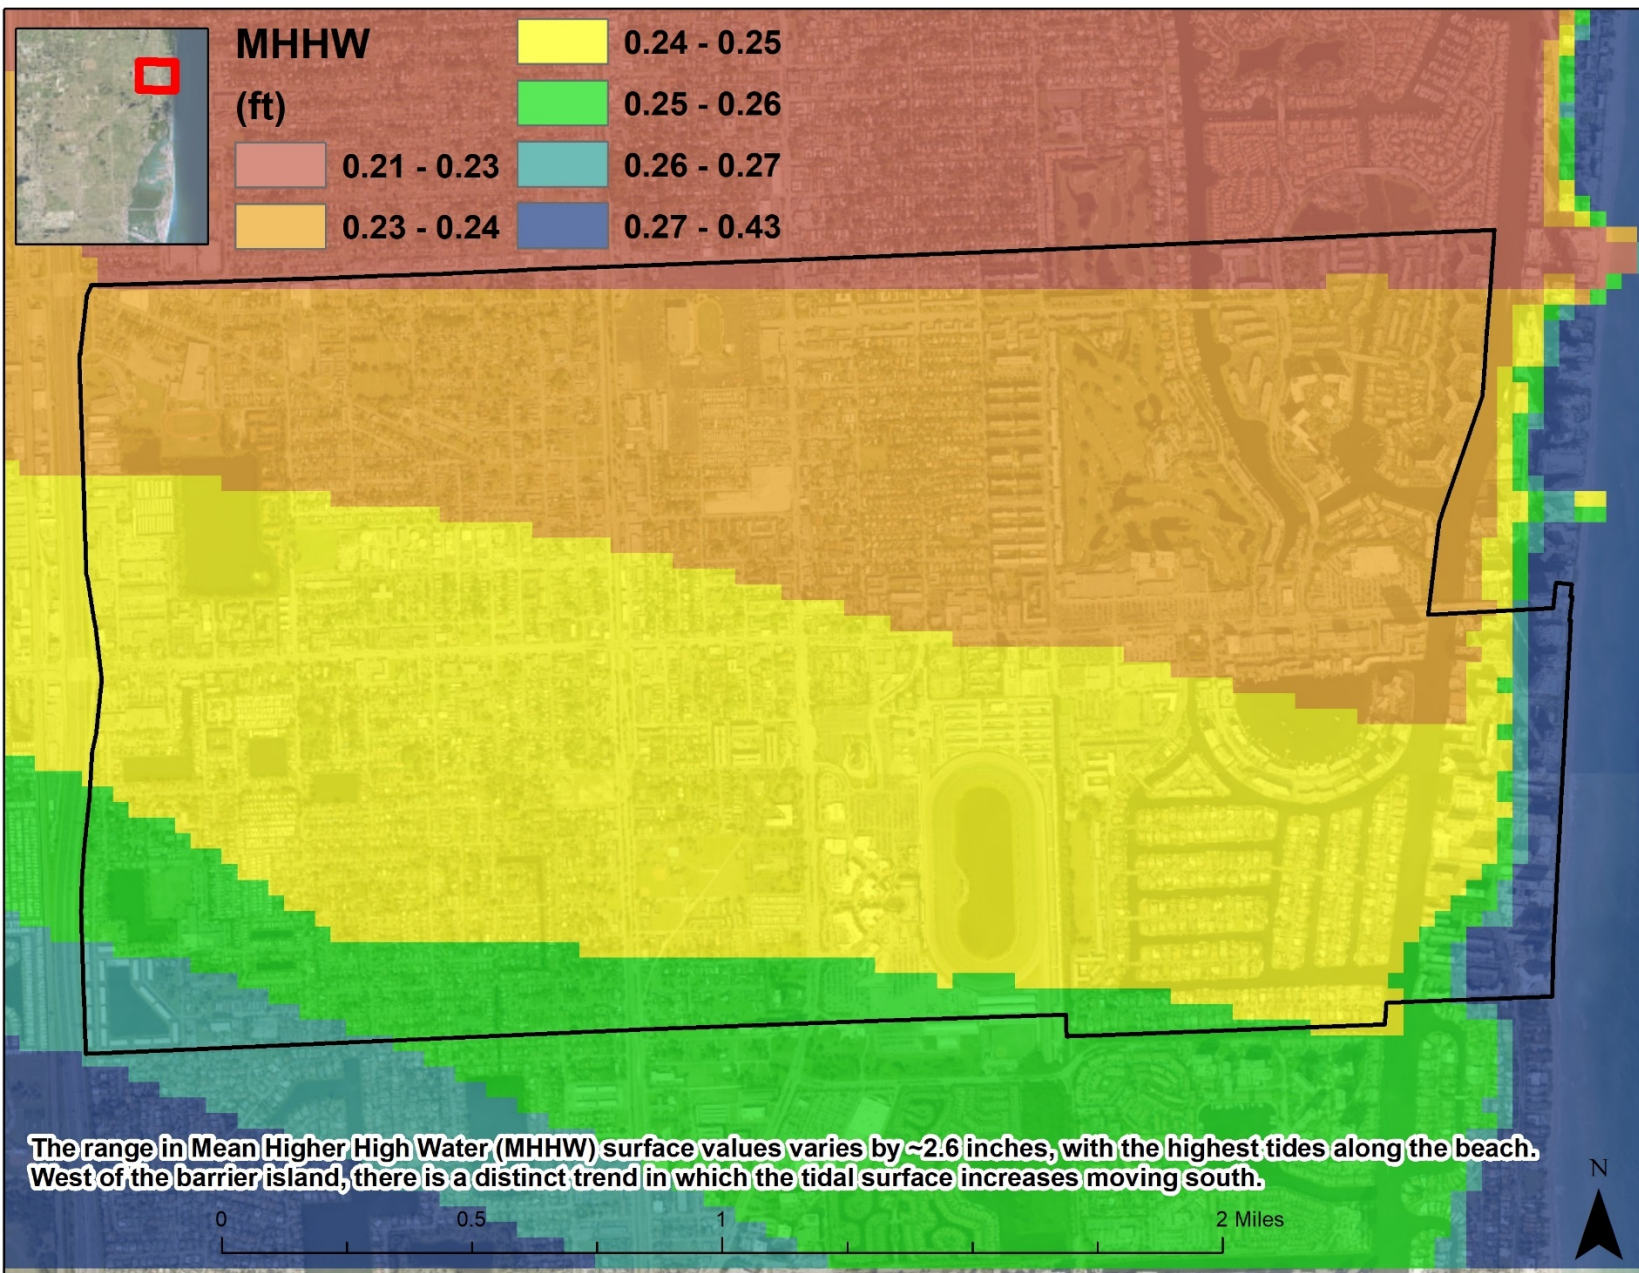 MHHW
(ft)
0.21 - 0.23
0.23 - 0.24
0.24 - 0.25
0.25 - 0.26
0.26 - 0.27
0.27 - 0.43
The range in Mean Higher High Water (MHHW) surface values varies by ~2.6 inches, with the highest tides along the beach.
West of the barrier island, there is a distinct trend in which the tidal surface increases moving south.
N
0 0.5 1 2 Miles